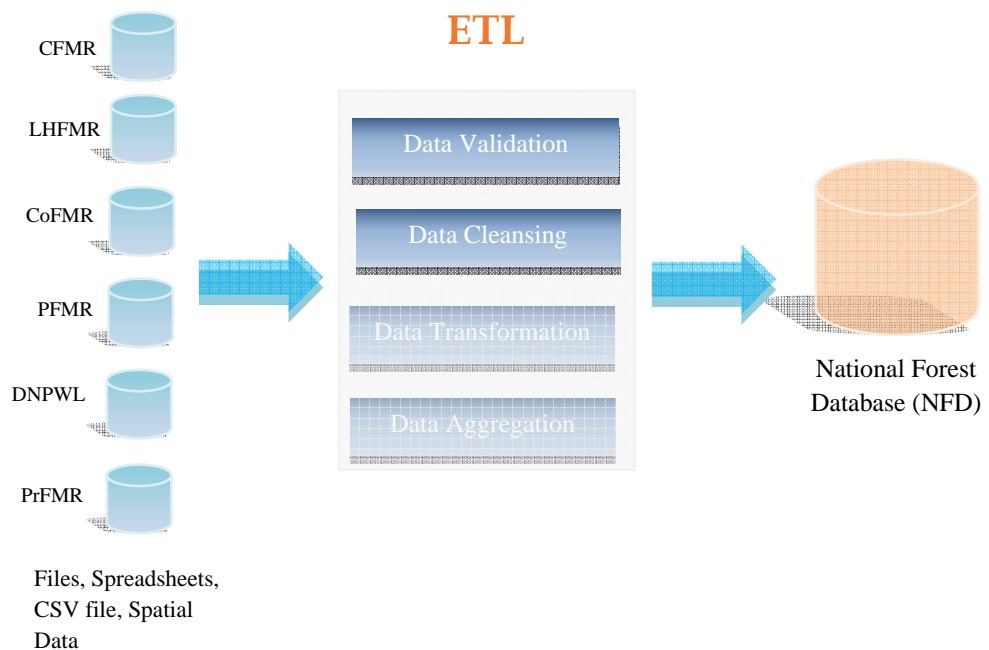 ETL
CFMR
LHFMR
CoFMR
PFMR
DNPWL
PrFMR
Files, Spreadsheets,
CSV file, Spatial
Data
Data Validation
Data Cleansing
Data Transformation
Data Aggregation
National Forest
Database (NFD)